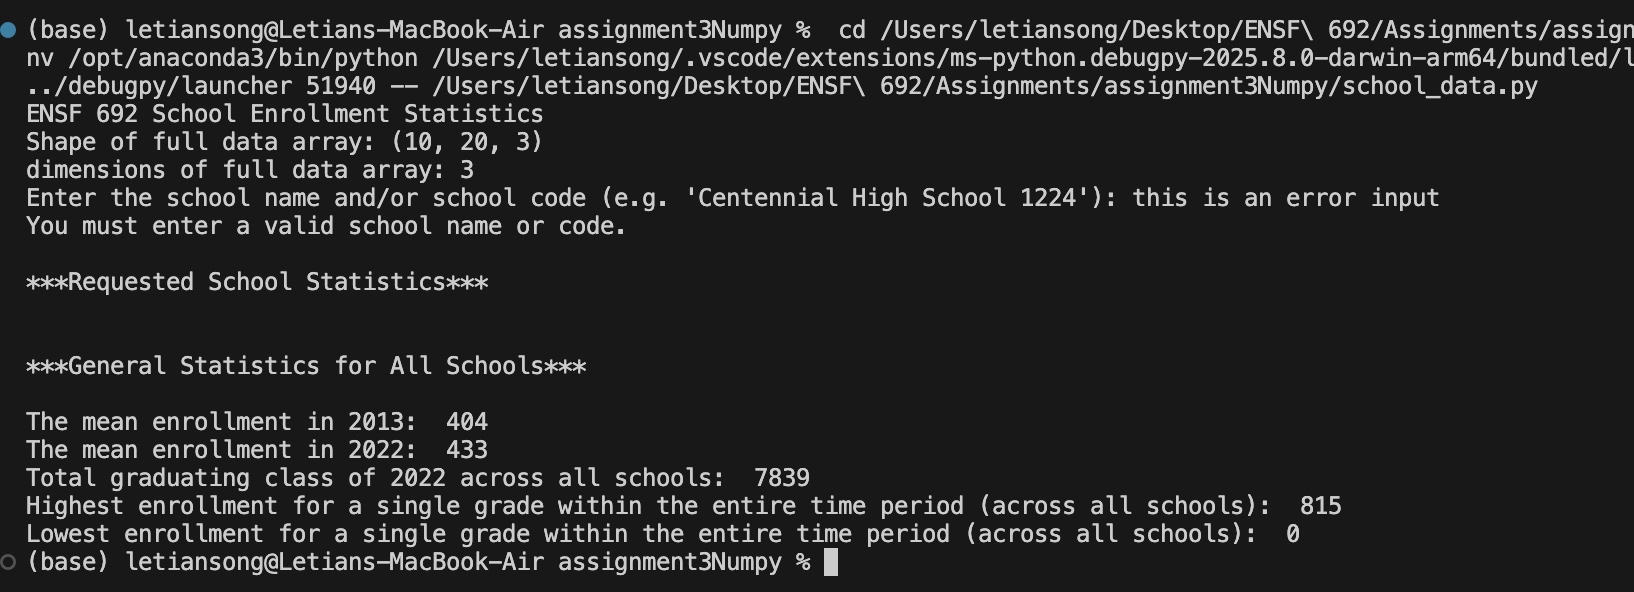 (base) letiansong@Letians-MacBook-Air assignment3Numpy %  cd /Users/letiansong/Desktop/ENSF\ 692/Assignments/assign
nv /opt/anaconda3/bin/python /Users/letiansong/.vscode/extensions/ms-python.debugpy-2025.8.0-darwin-arm64/bundled/l
../debugpy/launcher 51940 -- /Users/letiansong/Desktop/ENSF\ 692/Assignments/assignment3Numpy/school_data.py
ENSF 692 School Enrollment Statistics
Shape of full data array: (10, 20, 3)
dimensions of full data array: 3
Enter the school name and/or school code (e.g. 'Centennial High School 1224'): this is an error input
You must enter a valid school name or code.
***Requested School Statistics***
***General Statistics for All Schools***
The mean enrollment in 2013:  404
The mean enrollment in 2022:  433
Total graduating class of 2022 across all schools:  7839
Highest enrollment for a single grade within the entire time period (across all schools):  815
Lowest enrollment for a single grade within the entire time period (across all schools):  0
(base) letiansong@Letians-MacBook-Air assignment3Numpy %